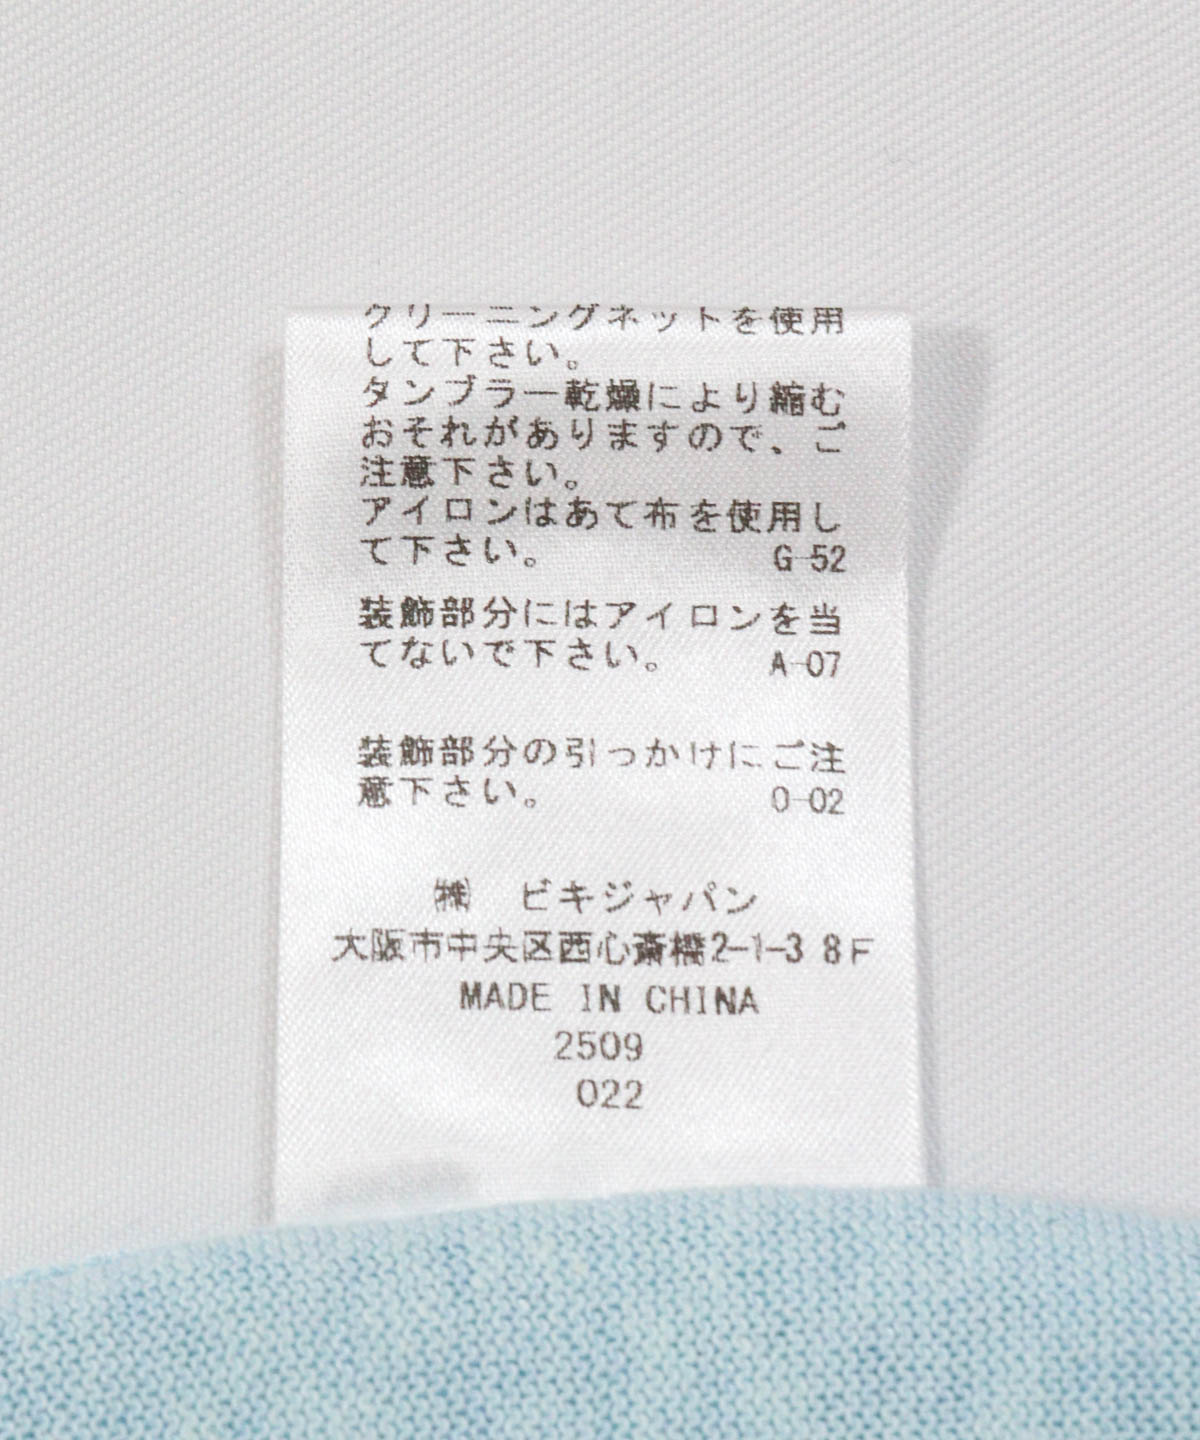 クリーニングネットを使用
して下さい。
タンブラー乾燥により縮む
おそれがありますので、ご
注意下さい。
アイロンはあて布を使用し
て下さい。 G-52
装飾部分にはアイロンを当
てないで下さい。 A-07
装飾部分の引っかけにご注
意下さい。 O-02
㈱ ビキジャパン
大阪市中央区西心斎橋2-1-3 8F
MADE IN CHINA
2509
022